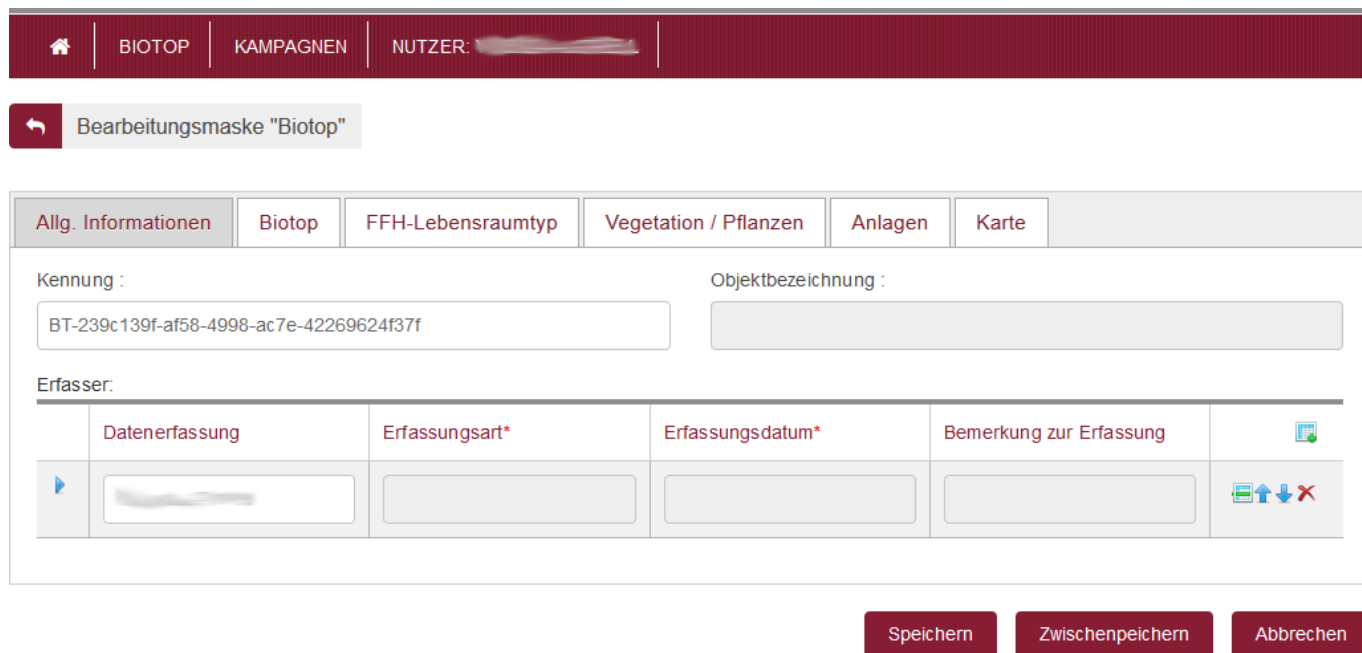 BIOTOP KAMPAGNEN NUTZER:
Bearbeitungsmaske "Biotop"
Allg. Informationen Biotop FFH-Lebensraumtyp Vegetation / Pflanzen Anlagen Karte
Kennung : Objektbezeichnung :
BT-239c139f-af58-4998-ac7e-42269624f37f
Erfasser:
Datenerfassung Erfassungsart* Erfassungsdatum* Bemerkung zur Erfassung
Speichern Zwischenpeichern Abbrechen